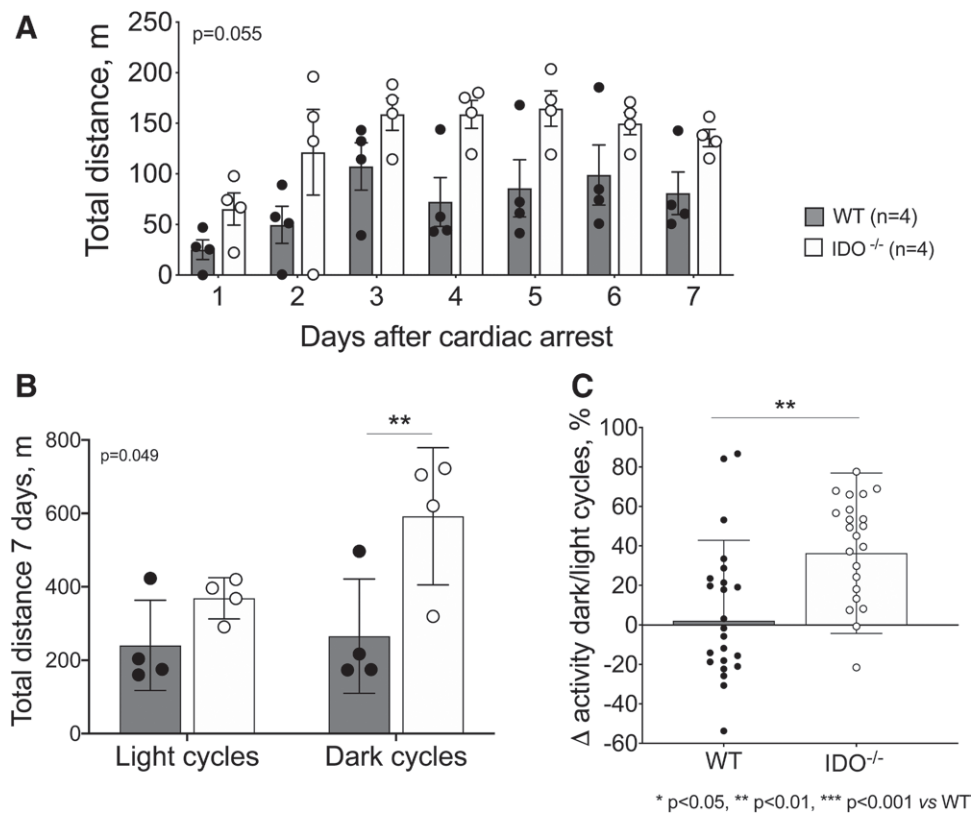 A
p=0.055
Total distance, m
250
200
150
100
50
0
1 2 3 4 5 6 7
Days after cardiac arrest
WT (n=4)
IDO -/- (n=4)
B
p=0.049
**
Total distance 7 days, m
800
600
400
200
0
Light cycles Dark cycles
C
**
Δ activity dark/light cycles, %
100
80
60
40
20
0
-20
-40
-60
WT IDO-/-
* p<0.05, ** p<0.01, *** p<0.001 vs WT